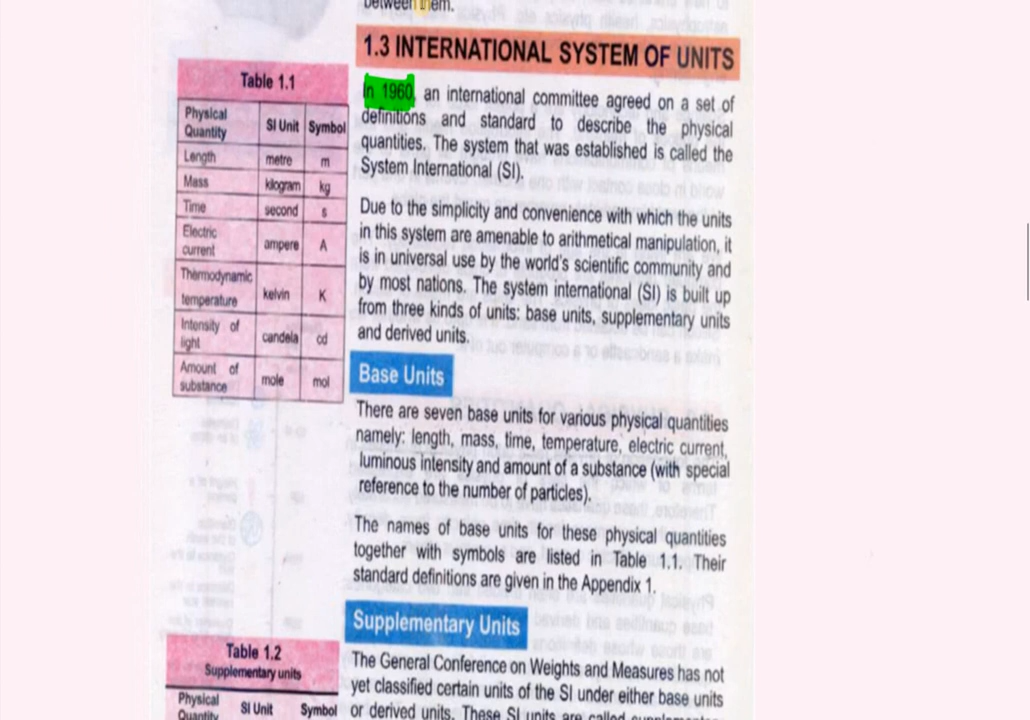 between them.
1.3 INTERNATIONAL SYSTEM OF UNITS
In 1960, an international committee agreed on a set of
definitions and standard to describe the physical
quantities. The system that was established is called the
System International (SI).
Due to the simplicity and convenience with which the units
in this system are amenable to arithmetical manipulation, it
is in universal use by the world's scientific community and
by most nations. The system international (SI) is built up
from three kinds of units: base units, supplementary units
and derived units.
Base Units
There are seven base units for various physical quantities
namely: length, mass, time, temperature, electric current,
luminous intensity and amount of a substance (with special
reference to the number of particles).
The names of base units for these physical quantities
together with symbols are listed in Table 1.1. Their
standard definitions are given in the Appendix 1.
Supplementary Units
The General Conference on Weights and Measures has not
yet classified certain units of the SI under either base units
or derived units. These SI units are called
Table 1.1
Physical
Quantity SI Unit Symbol
Length metre m
Mass kilogram kg
Time second s
Electric
current ampere A
Thermodynamic
temperature kelvin K
Intensity of
light candela cd
Amount of
substance mole mol
Table 1.2
Supplementary units
Physical
Quantity SI Unit Symbol